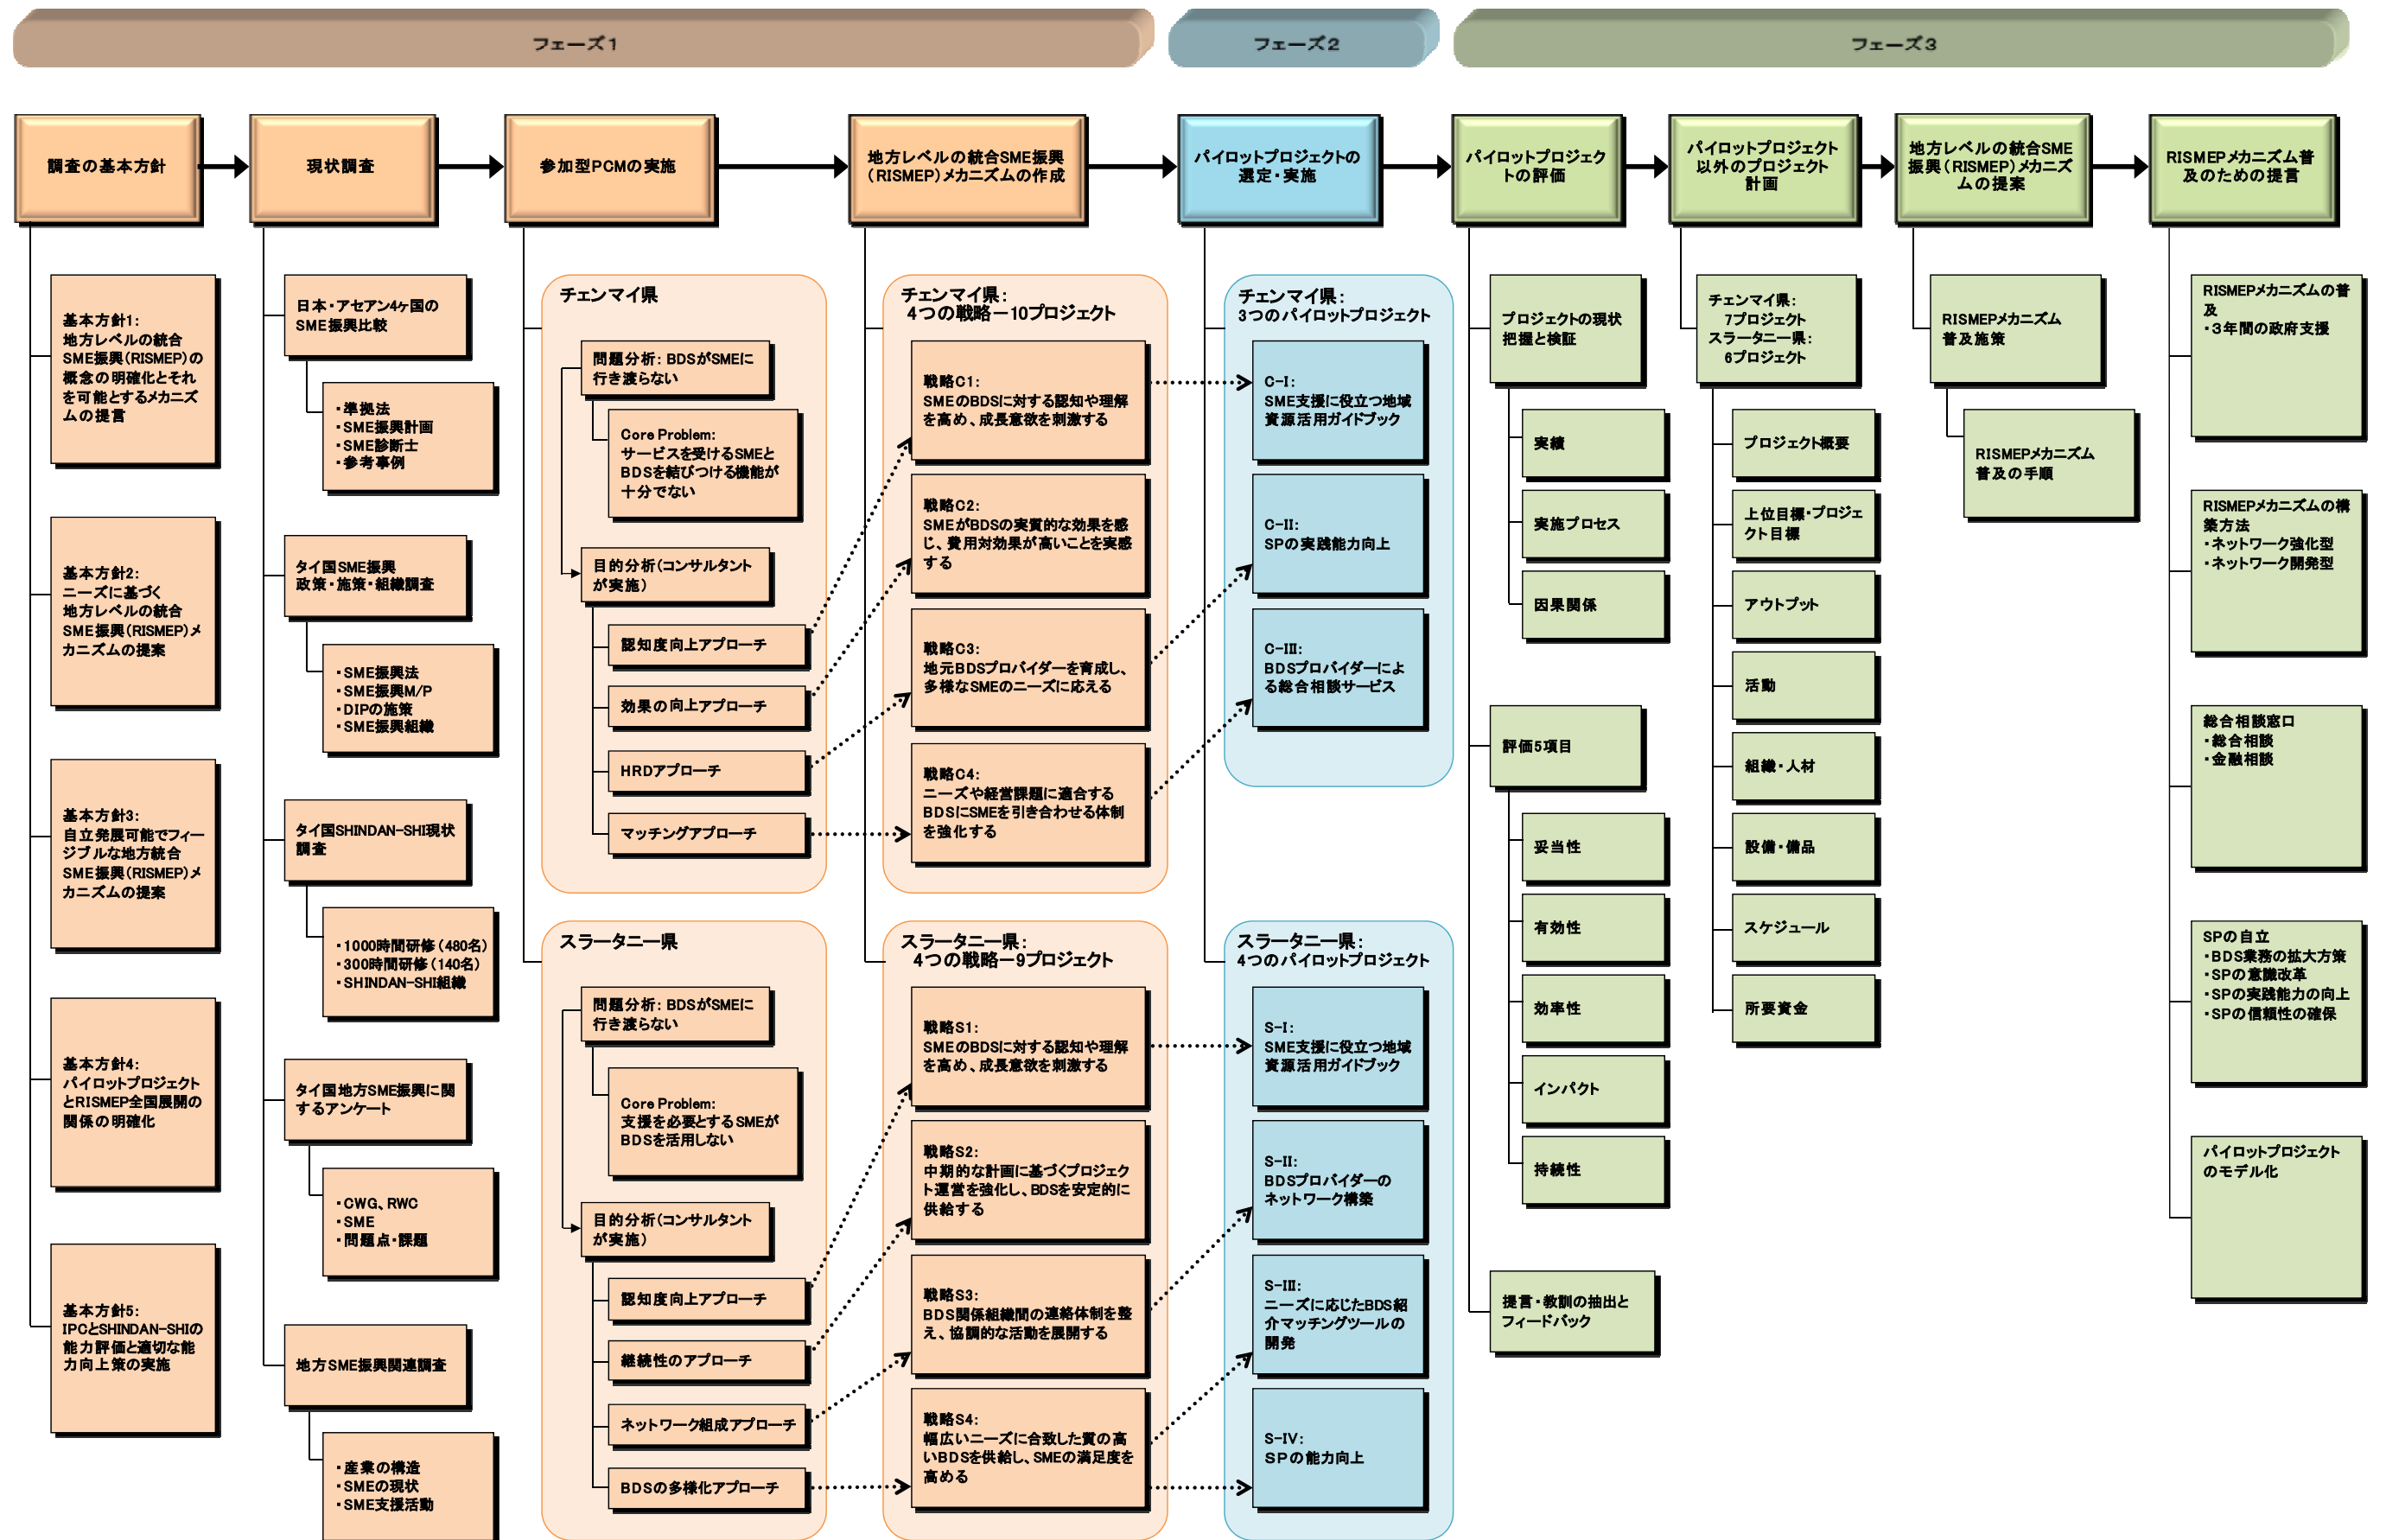 フェーズ1
フェーズ2
フェーズ3
調査の基本方針
現状調査
参加型PCMの実施
地方レベルの統合SME振興
(RISMEP)メカニズムの作成
パイロットプロジェクトの
選定・実施
パイロットプロジェク
トの評価
パイロットプロジェクト
以外のプロジェクト
計画
地方レベルの統合SME
振興(RISMEP)メカニズ
ムの提案
RISMEPメカニズム普
及のための提言
基本方針1:
地方レベルの統合
SME振興(RISMEP)の
概念の明確化とそれ
を可能とするメカニズ
ムの提言
基本方針2:
ニーズに基づく
地方レベルの統合
SME振興(RISMEP)メ
カニズムの提案
基本方針3:
自立発展可能でフィー
ジブルな地方統合
SME振興(RISMEP)メ
カニズムの提案
基本方針4:
パイロットプロジェクト
とRISMEP全国展開の
関係の明確化
基本方針5:
IPCとSHINDAN-SHIの
能力評価と適切な能
力向上策の実施
日本・アセアン4ヶ国の
SME振興比較
・準拠法
・SME振興計画
・SME診断士
・参考事例
タイ国SME振興
政策・施策・組織調査
・SME振興法
・SME振興M/P
・DIPの施策
・SME振興組織
タイ国SHINDAN-SHI現状
調査
・1000時間研修(480名)
・300時間研修(140名)
・SHINDAN-SHI組織
タイ国地方SME振興に関
するアンケート
・CWG、RWC
・SME
・問題点・課題
地方SME振興関連調査
・産業の構造
・SMEの現状
・SME支援活動
チェンマイ県
問題分析: BDSがSMEに
行き渡らない
Core Problem:
サービスを受けるSMEと
BDSを結びつける機能が
十分でない
目的分析(コンサルタント
が実施)
認知度向上アプローチ
効果の向上アプローチ
HRDアプローチ
マッチングアプローチ
スラータニー県
問題分析: BDSがSMEに
行き渡らない
Core Problem:
支援を必要とするSMEが
BDSを活用しない
目的分析(コンサルタント
が実施)
認知度向上アプローチ
継続性のアプローチ
ネットワーク組成アプローチ
BDSの多様化アプローチ
チェンマイ県:
4つの戦略ー10プロジェクト
戦略C1:
SMEのBDSに対する認知や理解
を高め、成長意欲を刺激する
戦略C2:
SMEがBDSの実質的な効果を感
じ、費用対効果が高いことを実感
する
戦略C3:
地元BDSプロバイダーを育成し、
多様なSMEのニーズに応える
戦略C4:
ニーズや経営課題に適合する
BDSにSMEを引き合わせる体制
を強化する
スラータニー県:
4つの戦略ー9プロジェクト
戦略S1:
SMEのBDSに対する認知や理解
を高め、成長意欲を刺激する
戦略S2:
中期的な計画に基づくプロジェク
ト運営を強化し、BDSを安定的に
供給する
戦略S3:
BDS関係組織間の連絡体制を整
え、協調的な活動を展開する
戦略S4:
幅広いニーズに合致した質の高
いBDSを供給し、SMEの満足度を
高める
チェンマイ県:
3つのパイロットプロジェクト
C-I:
SME支援に役立つ地域
資源活用ガイドブック
C-II:
SPの実践能力向上
C-III:
BDSプロバイダーによ
る総合相談サービス
スラータニー県:
4つのパイロットプロジェクト
S-I:
SME支援に役立つ地域
資源活用ガイドブック
S-II:
BDSプロバイダーの
ネットワーク構築
S-III:
ニーズに応じたBDS紹
介マッチングツールの
開発
S-IV:
SPの能力向上
プロジェクトの現状
把握と検証
実績
実施プロセス
因果関係
評価5項目
妥当性
有効性
効率性
インパクト
持続性
提言・教訓の抽出と
フィードバック
チェンマイ県:
7プロジェクト
スラータニー県:
6プロジェクト
プロジェクト概要
上位目標・プロジェ
クト目標
アウトプット
活動
組織・人材
設備・備品
スケジュール
所要資金
RISMEPメカニズム
普及施策
RISMEPメカニズム
普及の手順
RISMEPメカニズムの普
及
・3年間の政府支援
RISMEPメカニズムの構
築方法
・ネットワーク強化型
・ネットワーク開発型
総合相談窓口
・総合相談
・金融相談
SPの自立
・BDS業務の拡大方策
・SPの意識改革
・SPの実践能力の向上
・SPの信頼性の確保
パイロットプロジェクト
のモデル化